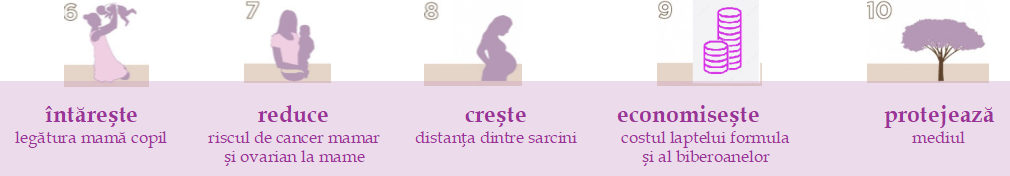 6
întărește
legătura mamă copil
7
reduce
riscul de cancer mamar
și ovarian la mame
8
crește
distanța dintre sarcini
9
economisește
costul laptelui formula
și al biberoanelor
10
protejează
mediul